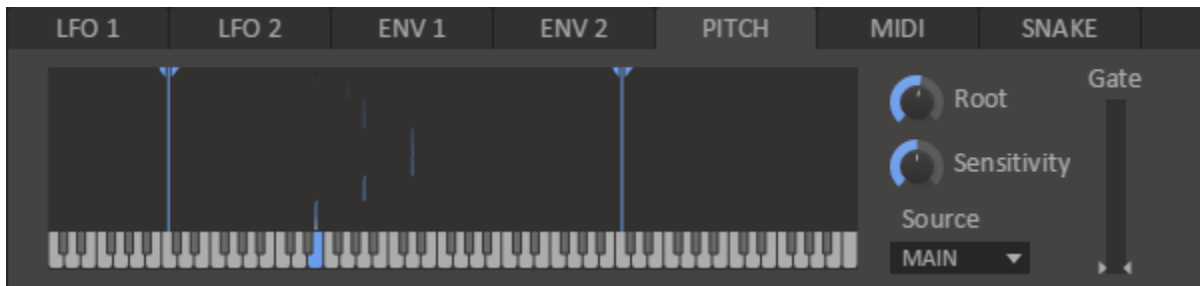 LFO 1 LFO 2 ENV 1 ENV 2 PITCH MIDI SNAKE
Gate
Root
Sensitivity
Source
MAIN